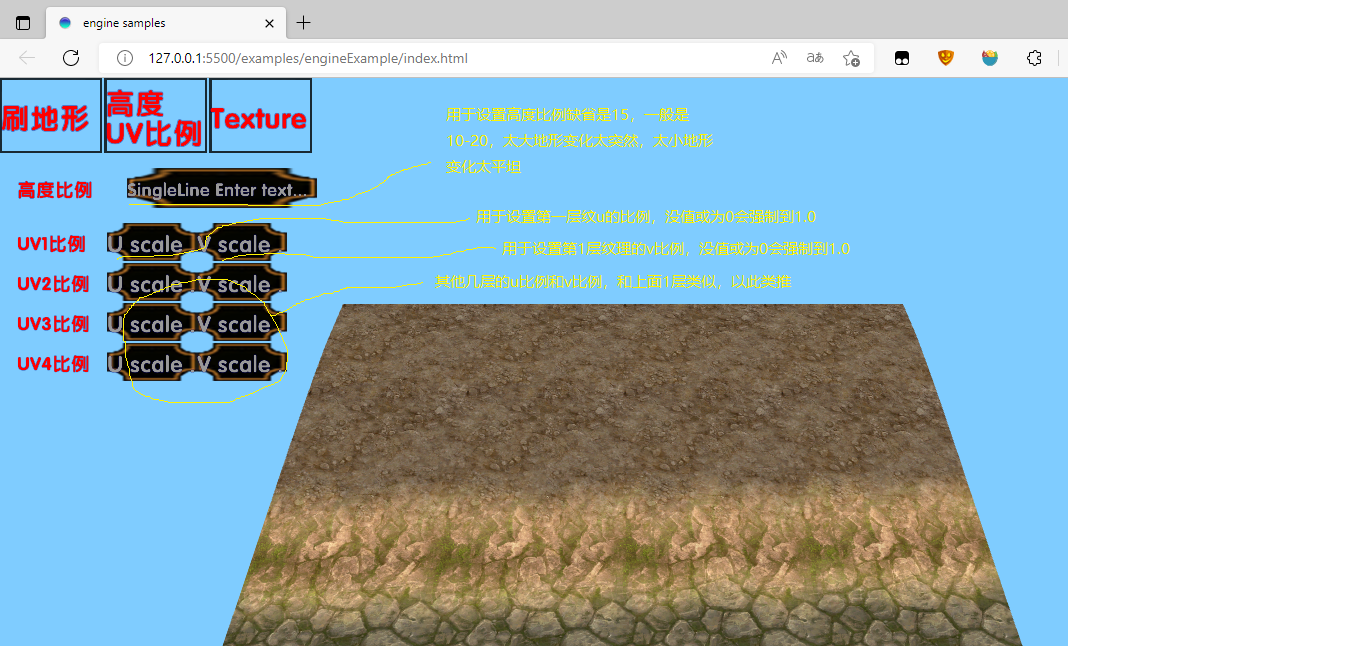 engine samples
127.0.0.1:5500/examples/engineExample/index.html
刷地形
高度
UV比例
Texture
用于设置高度比例缺省是15，一般是
10-20，太大地形变化太突然，太小地形
变化太平坦
高度比例
SingleLine Enter text...
用于设置第一层纹u的比例，没值或为0会强制到1.0
UV1比例
U scale
V scale
用于设置第1层纹理的v比例，没值或为0会强制到1.0
UV2比例
U scale
V scale
其他几层的u比例和v比例，和上面1层类似，以此类推
UV3比例
U scale
V scale
UV4比例
U scale
V scale